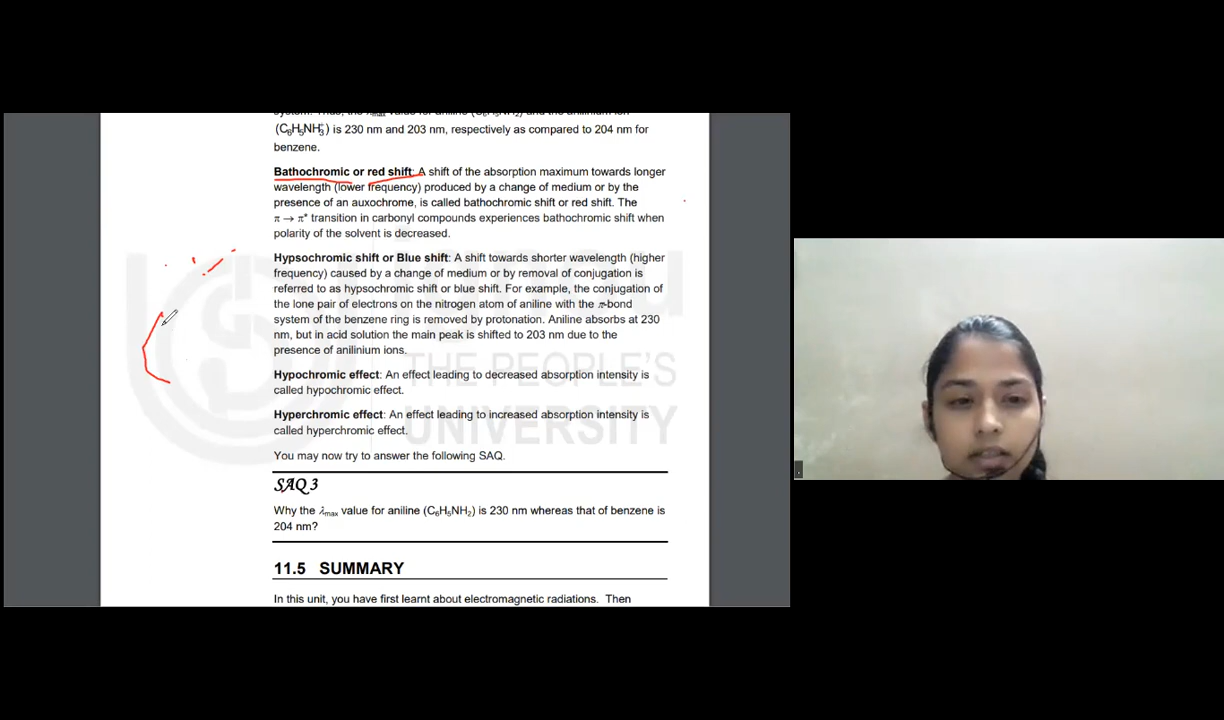 (C₆H₅NH₃⁺) is 230 nm and 203 nm, respectively as compared to 204 nm for
benzene.
Bathochromic or red shift: A shift of the absorption maximum towards longer
wavelength (lower frequency) produced by a change of medium or by the
presence of an auxochrome, is called bathochromic shift or red shift. The
π → π* transition in carbonyl compounds experiences bathochromic shift when
polarity of the solvent is decreased.
Hypsochromic shift or Blue shift: A shift towards shorter wavelength (higher
frequency) caused by a change of medium or by removal of conjugation is
referred to as hypsochromic shift or blue shift. For example, the conjugation of
the lone pair of electrons on the nitrogen atom of aniline with the π-bond
system of the benzene ring is removed by protonation. Aniline absorbs at 230
nm, but in acid solution the main peak is shifted to 203 nm due to the
presence of anilinium ions.
THE PEOPLE'S
Hypochromic effect: An effect leading to decreased absorption intensity is
called hypochromic effect.
Hyperchromic effect: An effect leading to increased absorption intensity is
UNIVERSITY
called hyperchromic effect.
You may now try to answer the following SAQ.
SAQ 3
Why the λmax value for aniline (C₆H₅NH₂) is 230 nm whereas that of benzene is
204 nm?
11.5 SUMMARY
In this unit, you have first learnt about electromagnetic radiations. Then